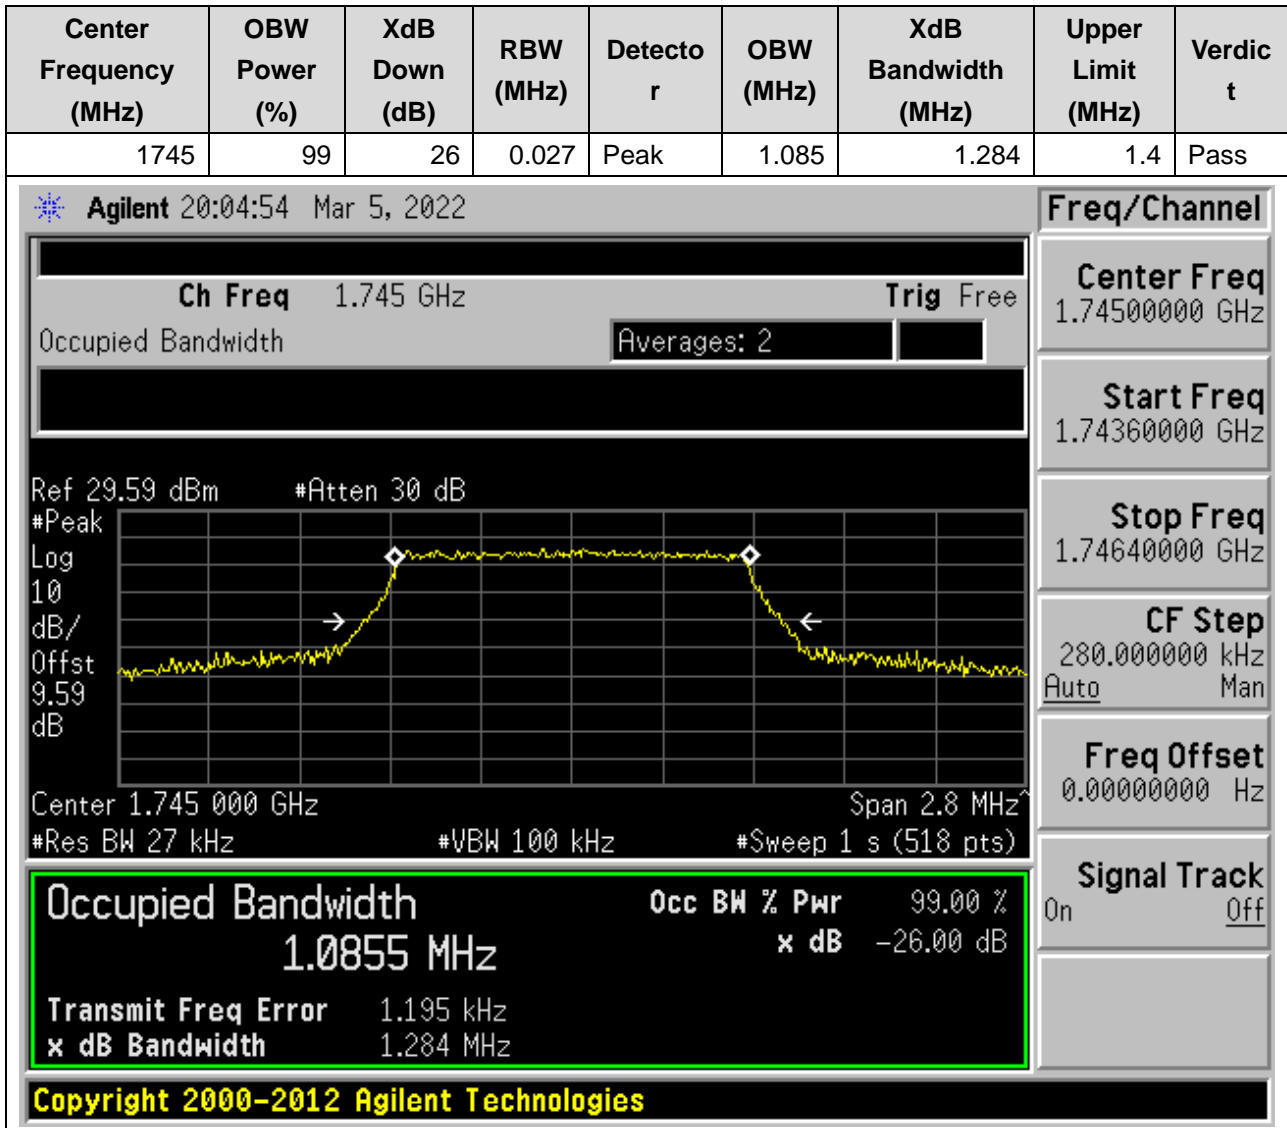 Center Frequency (MHz) OBW Power (%) XdB Down (dB) RBW (MHz) Detector OBW (MHz) XdB Bandwidth (MHz) Upper Limit (MHz) Verdict
1745 99 26 0.027 Peak 1.085 1.284 1.4 Pass
Agilent 20:04:54 Mar 5, 2022
Freq/Channel
Ch Freq 1.745 GHz Trig Free
Occupied Bandwidth Averages: 2
Center Freq
1.74500000 GHz
Start Freq
1.74360000 GHz
Stop Freq
1.74640000 GHz
CF Step
280.000000 kHz
Auto Man
Freq Offset
0.00000000 Hz
Signal Track
On Off
Ref 29.59 dBm #Atten 30 dB
#Peak
Log
10
dB/
Offst
9.59
dB
Center 1.745 000 GHz Span 2.8 MHz^
#Res BW 27 kHz #VBW 100 kHz #Sweep 1 s (518 pts)
Occupied Bandwidth Occ BW % Pwr 99.00 %
1.0855 MHz x dB -26.00 dB
Transmit Freq Error 1.195 kHz
x dB Bandwidth 1.284 MHz
Copyright 2000-2012 Agilent Technologies